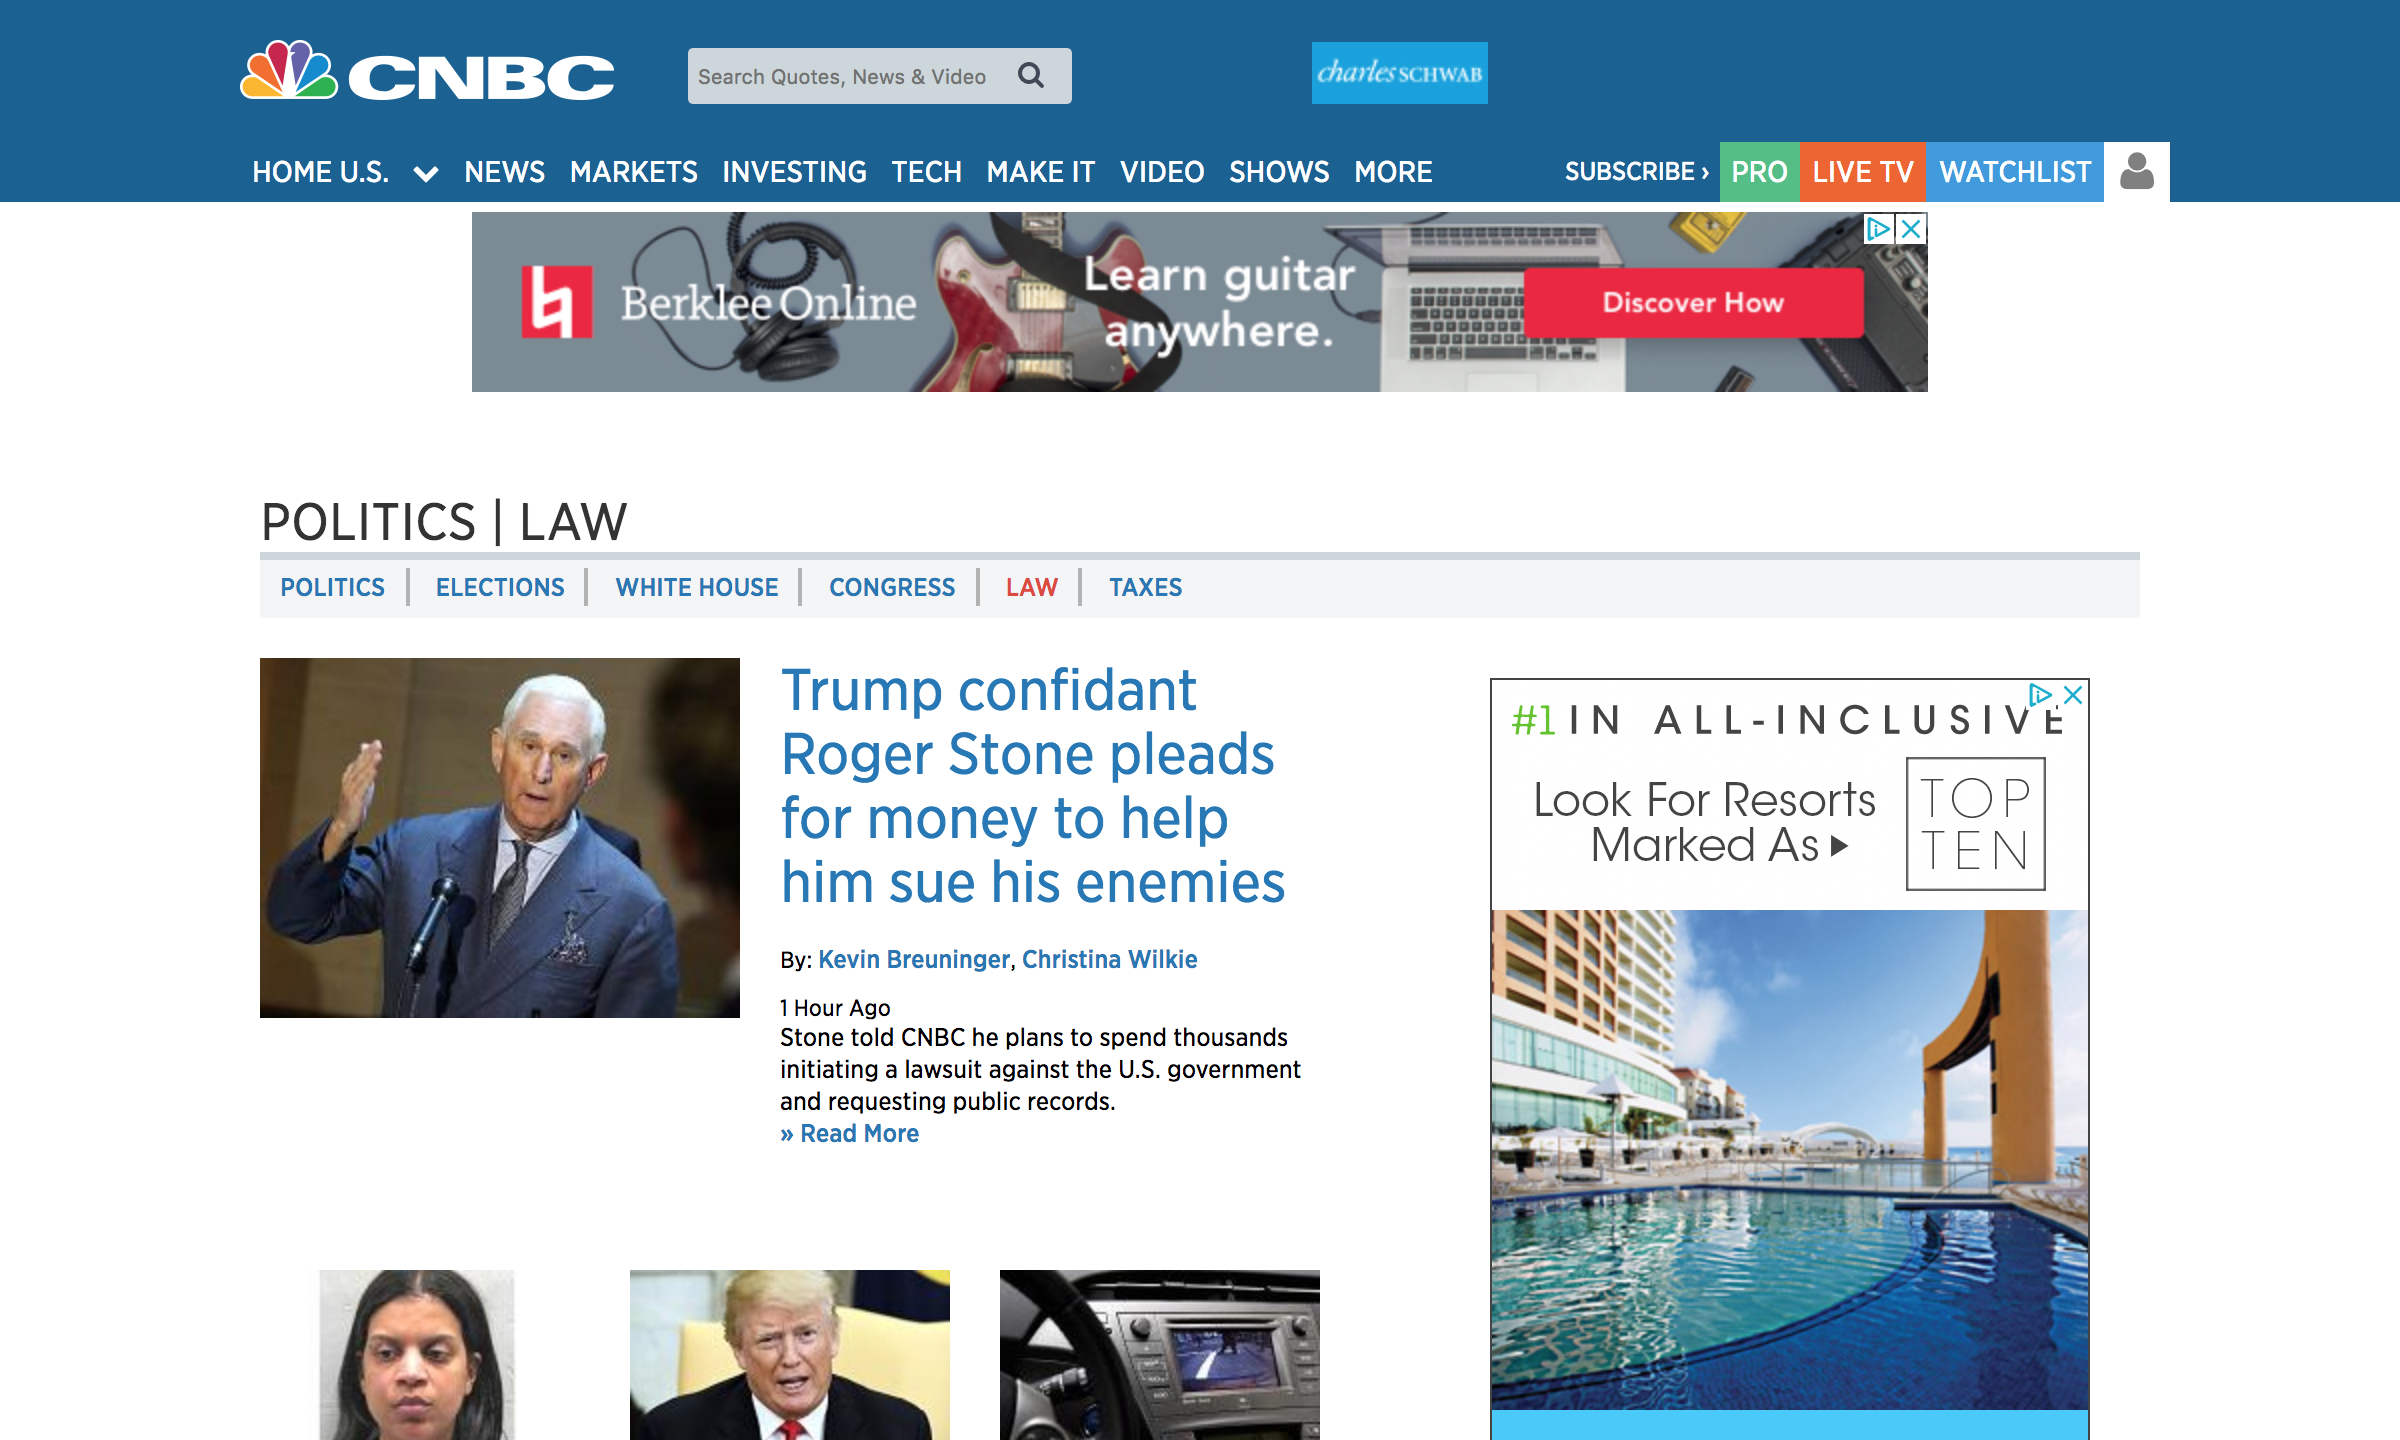 CNBC
Search Quotes, News & Video
charles SCHWAB
HOME U.S. NEWS MARKETS INVESTING TECH MAKE IT VIDEO SHOWS MORE
SUBSCRIBE › PRO LIVE TV WATCHLIST
Berklee Online
Learn guitar
anywhere.
Discover How
POLITICS | LAW
POLITICS ELECTIONS WHITE HOUSE CONGRESS LAW TAXES
Trump confidant
Roger Stone pleads
for money to help
him sue his enemies
By: Kevin Breuninger, Christina Wilkie
1 Hour Ago
Stone told CNBC he plans to spend thousands
initiating a lawsuit against the U.S. government
and requesting public records.
» Read More
#1 IN ALL-INCLUSIVE
Look For Resorts
Marked As
TOP
TEN